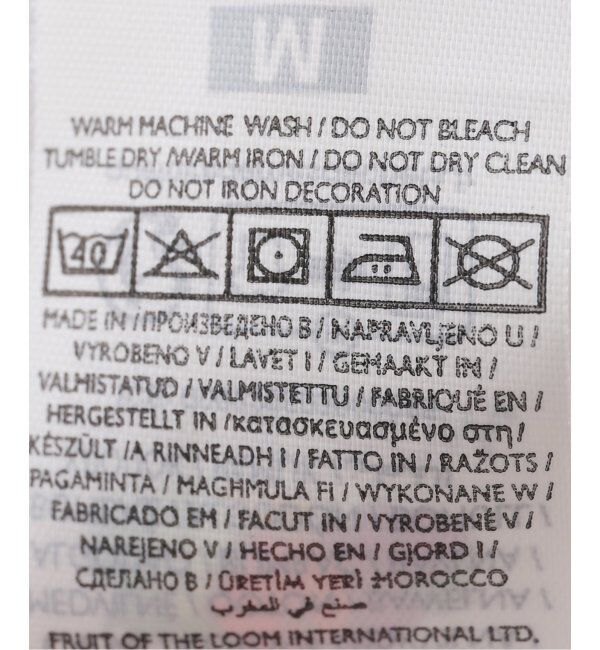 M
WARM MACHINE WASH / DO NOT BLEACH
TUMBLE DRY /WARM IRON / DO NOT DRY CLEAN
DO NOT IRON DECORATION
40
MADE IN / ПРОИЗВЕДЕНО В / NAPRAVLJENO U /
VYROBENO V / LAVET I / GEMAAKT IN /
VALMISTATUD / VALMISTETTU / FABRIQUÉ EN /
HERGESTELLT IN /κατασκευασμένο στη/
KÉSZÜLT /A RINNEADH I / FATTO IN / RAŽOTS /
PAGAMINTA / MAGHMULA FI / WYKONANE W /
FABRICADO EM / FACUT IN / VYROBENÉ V /
NAREJENO V / HECHO EN / GJORD I /
СДЕЛАНО В / ÜRETİM YERİ MOROCCO
صنع في المغرب
FRUIT OF THE LOOM INTERNATIONAL LTD.